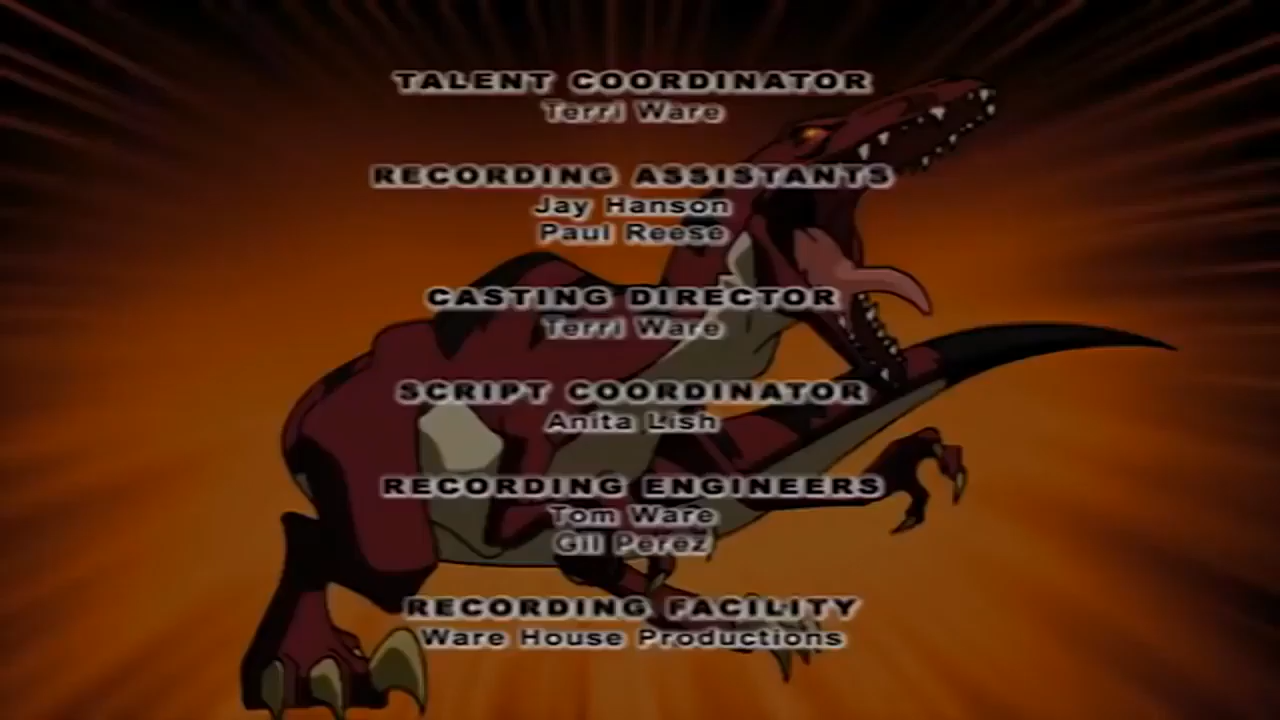 TALENT COORDINATOR
Terri Ware
RECORDING ASSISTANTS
Jay Hanson
Paul Reese
CASTING DIRECTOR
Terri Ware
SCRIPT COORDINATOR
Anita Lish
RECORDING ENGINEERS
Tom Ware
Gil Perez
RECORDING FACILITY
Ware House Productions